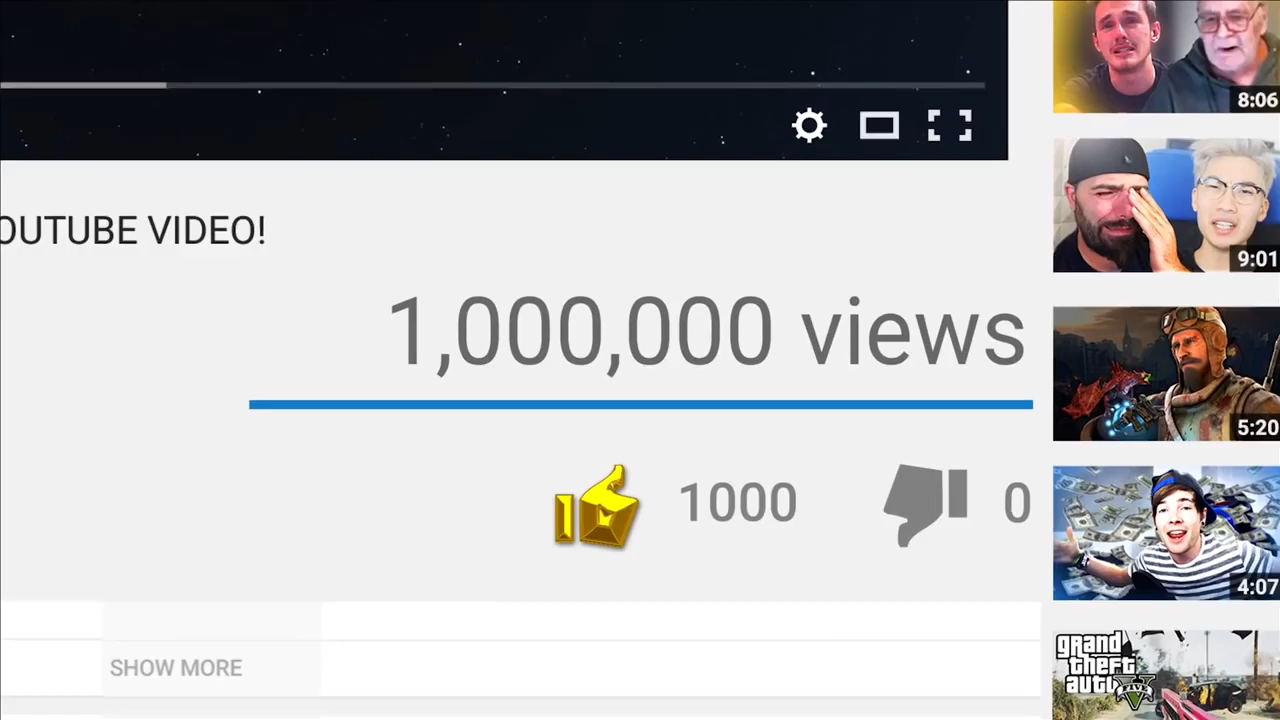 8:06
OUTUBE VIDEO!
9:01
1,000,000 views
5:20
1000
0
4:07
SHOW MORE
grand
theft
auto
FIVE